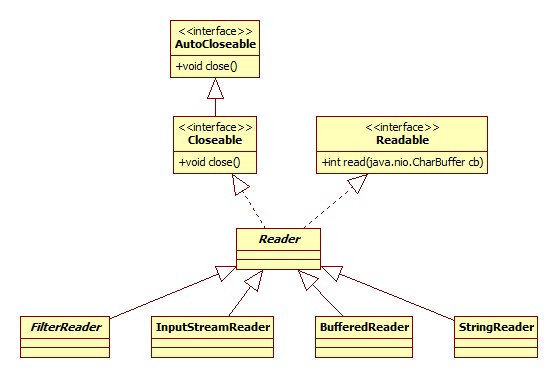 <<interface>>
AutoCloseable
+void close()
<<interface>>
Closeable
+void close()
<<interface>>
Readable
+int read(java.nio.CharBuffer cb)
Reader
FilterReader
InputStreamReader
BufferedReader
StringReader